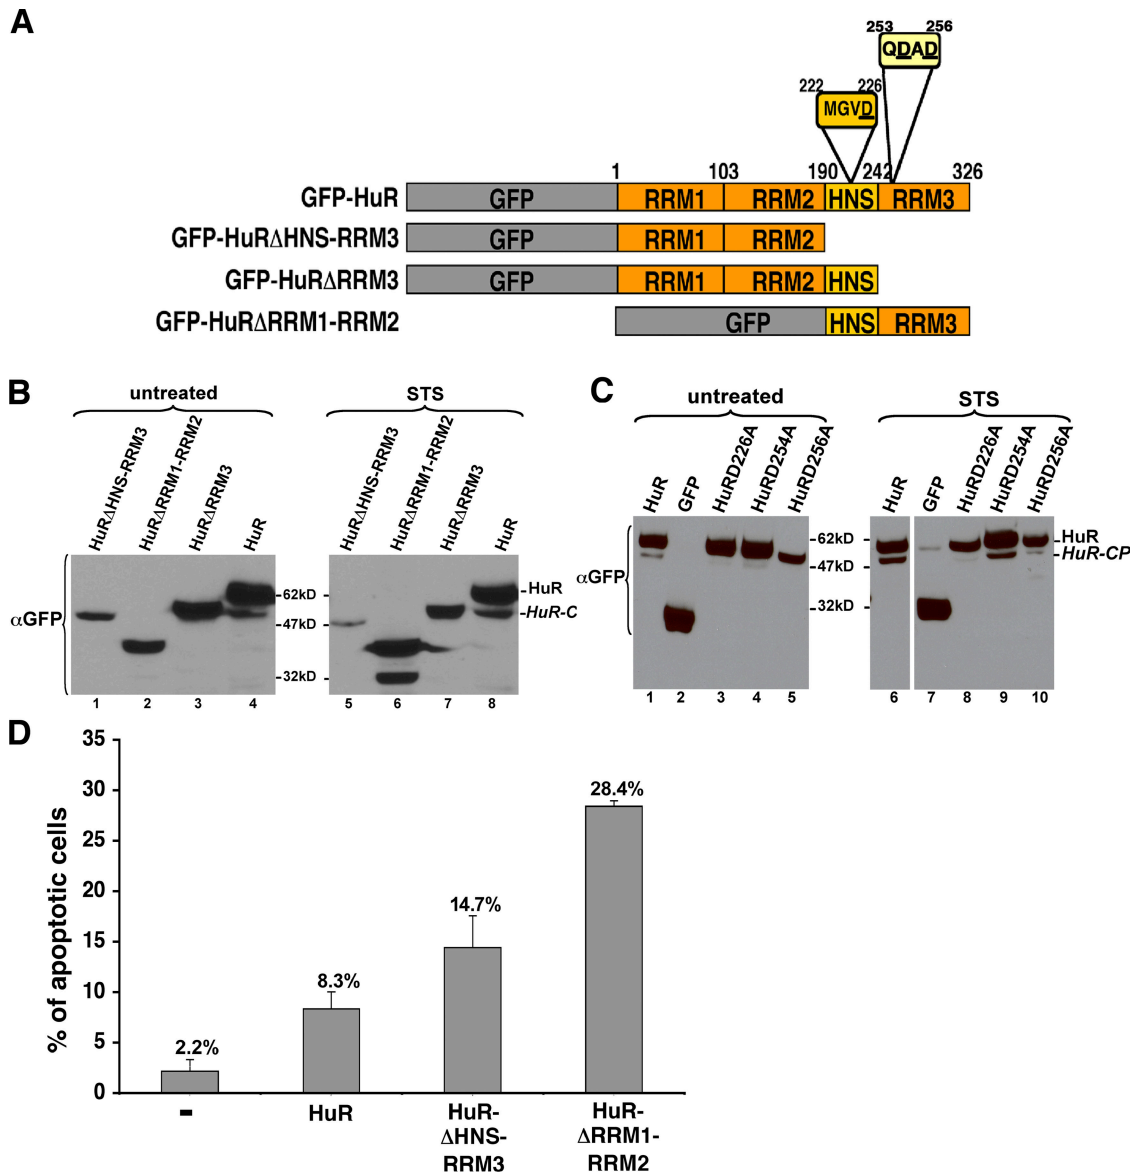 A
253 256
QDAD
222 226
MGVD
1 103 190 242 326
GFP-HuR GFP RRM1 RRM2 HNS RRM3
GFP-HuRΔHNS-RRM3 GFP RRM1 RRM2
GFP-HuRΔRRM3 GFP RRM1 RRM2 HNS
GFP-HuRΔRRM1-RRM2 GFP HNS RRM3
B
untreated STS
HuRΔHNS-RRM3
HuRΔRRM1-RRM2
HuRΔRRM3
HuR
HuRΔHNS-RRM3
HuRΔRRM1-RRM2
HuRΔRRM3
HuR
αGFP
-62kD
-47kD
-32kD
-HuR
-HuR-C
1 2 3 4 5 6 7 8
C
untreated STS
HuR
GFP
HuRD226A
HuRD254A
HuRD256A
HuR
GFP
HuRD226A
HuRD254A
HuRD256A
αGFP
-62kD
-47kD
-32kD
-HuR
-HuR-CP
1 2 3 4 5 6 7 8 9 10
D
% of apoptotic cells
35
30
25
20
15
10
5
0
2.2%
8.3%
14.7%
28.4%
-
HuR
HuR-
ΔHNS-
RRM3
HuR-
ΔRRM1-
RRM2